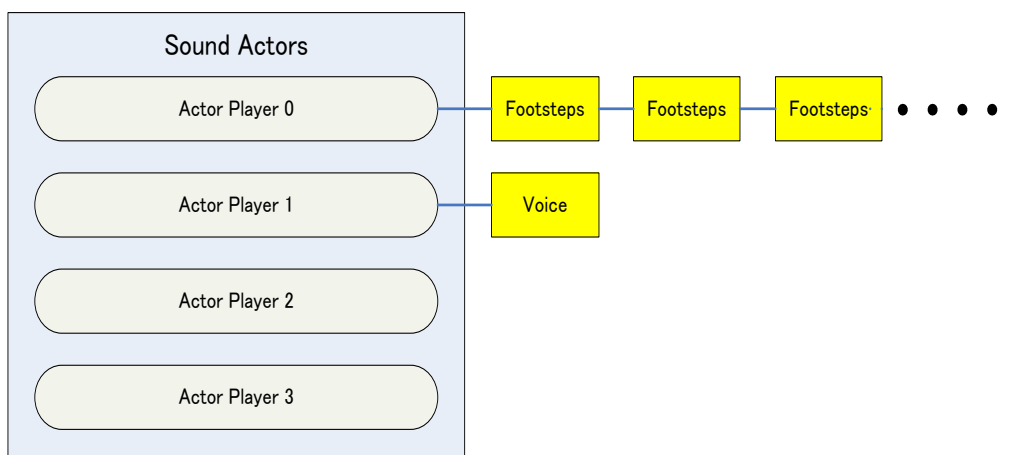 Sound Actors
Actor Player 0
Footsteps
Footsteps
Footsteps
Actor Player 1
Voice
Actor Player 2
Actor Player 3